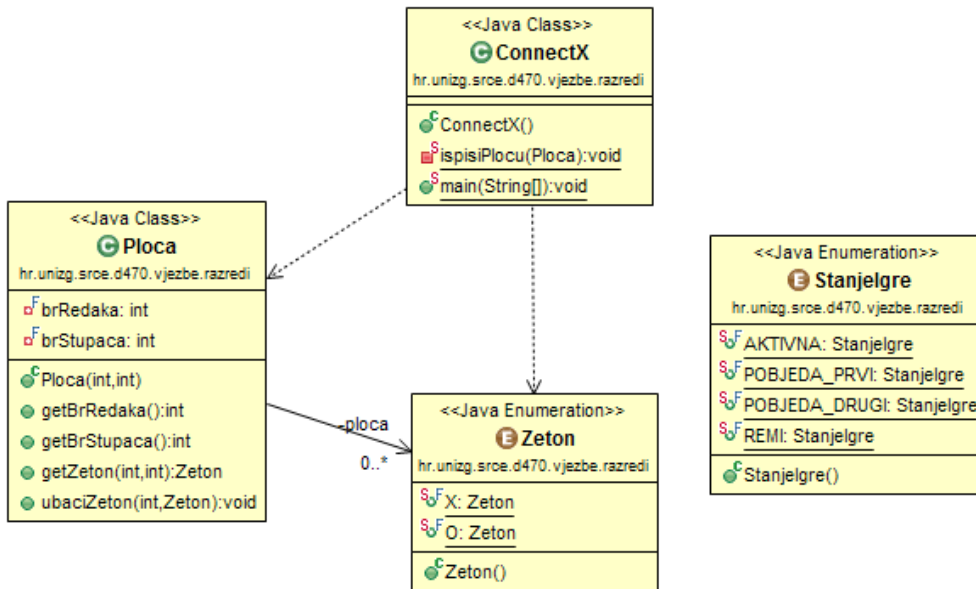 <<Java Class>>
ConnectX
hr.unizg.srce.d470.vjezbe.razredi
ConnectX()
ispisiPlocu(Ploca):void
main(String[]):void
<<Java Class>>
Ploca
hr.unizg.srce.d470.vjezbe.razredi
brRedaka: int
brStupaca: int
Ploca(int,int)
getBrRedaka():int
getBrStupaca():int
getZeton(int,int):Zeton
ubaciZeton(int,Zeton):void
-ploca
0..*
<<Java Enumeration>>
Zeton
hr.unizg.srce.d470.vjezbe.razredi
X: Zeton
O: Zeton
Zeton()
<<Java Enumeration>>
StanjeIgre
hr.unizg.srce.d470.vjezbe.razredi
AKTIVNA: StanjeIgre
POBJEDA_PRVI: StanjeIgre
POBJEDA_DRUGI: StanjeIgre
REMI: StanjeIgre
StanjeIgre()